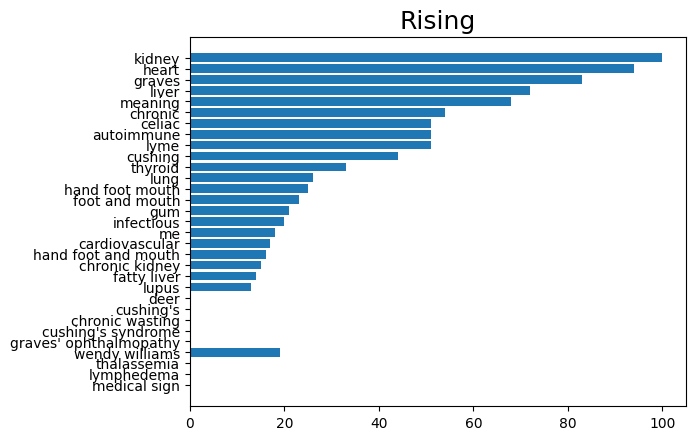 Rising
kidney
heart
graves
liver
meaning
chronic
celiac
autoimmune
lyme
cushing
thyroid
lung
hand foot mouth
foot and mouth
gum
infectious
me
cardiovascular
hand foot and mouth
chronic kidney
fatty liver
lupus
deer
cushing's
chronic wasting
cushing's syndrome
graves' ophthalmopathy
wendy williams
thalassemia
lymphedema
medical sign
0 20 40 60 80 100